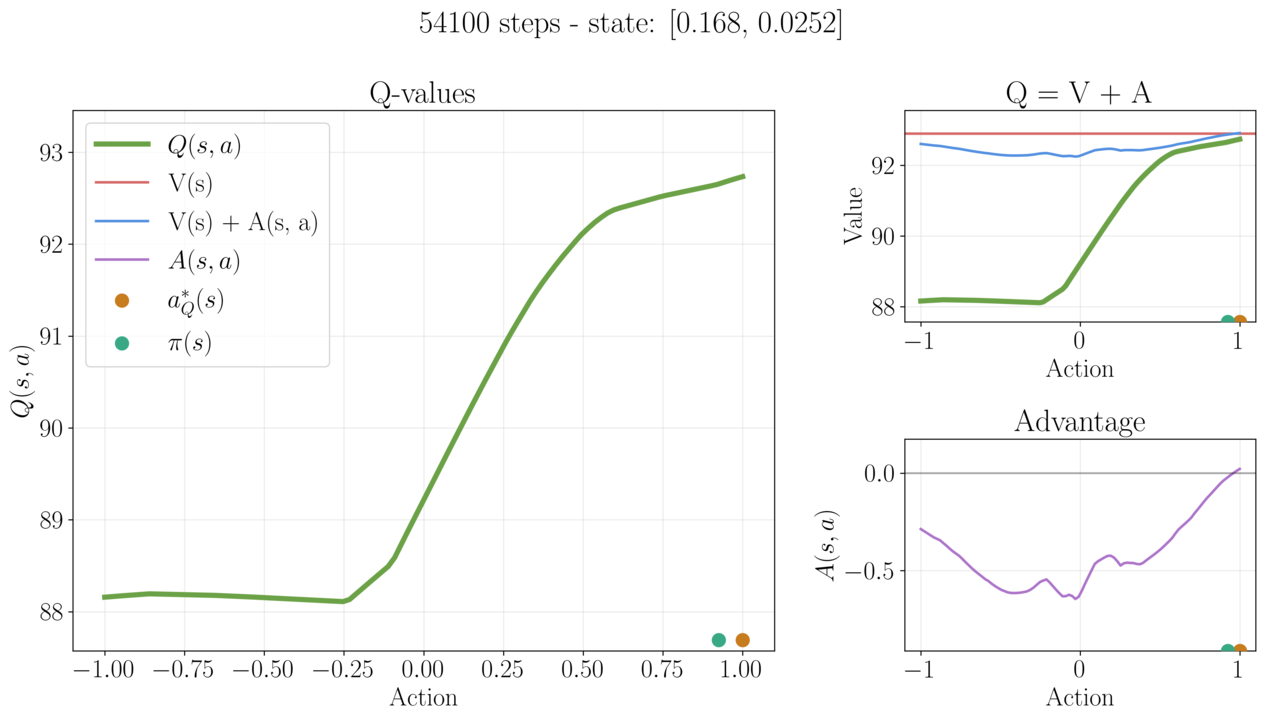 54100 steps - state: [0.168, 0.0252]
Q-values
Q(s, a)
93
92
91
90
89
88
−1.00 −0.75 −0.50 −0.25 0.00 0.25 0.50 0.75 1.00
Action
Q(s, a)
V(s)
V(s) + A(s, a)
A(s, a)
a*Q(s)
π(s)
Q = V + A
Value
92
90
88
−1 0 1
Action
Advantage
A(s, a)
0.0
−0.5
−1 0 1
Action